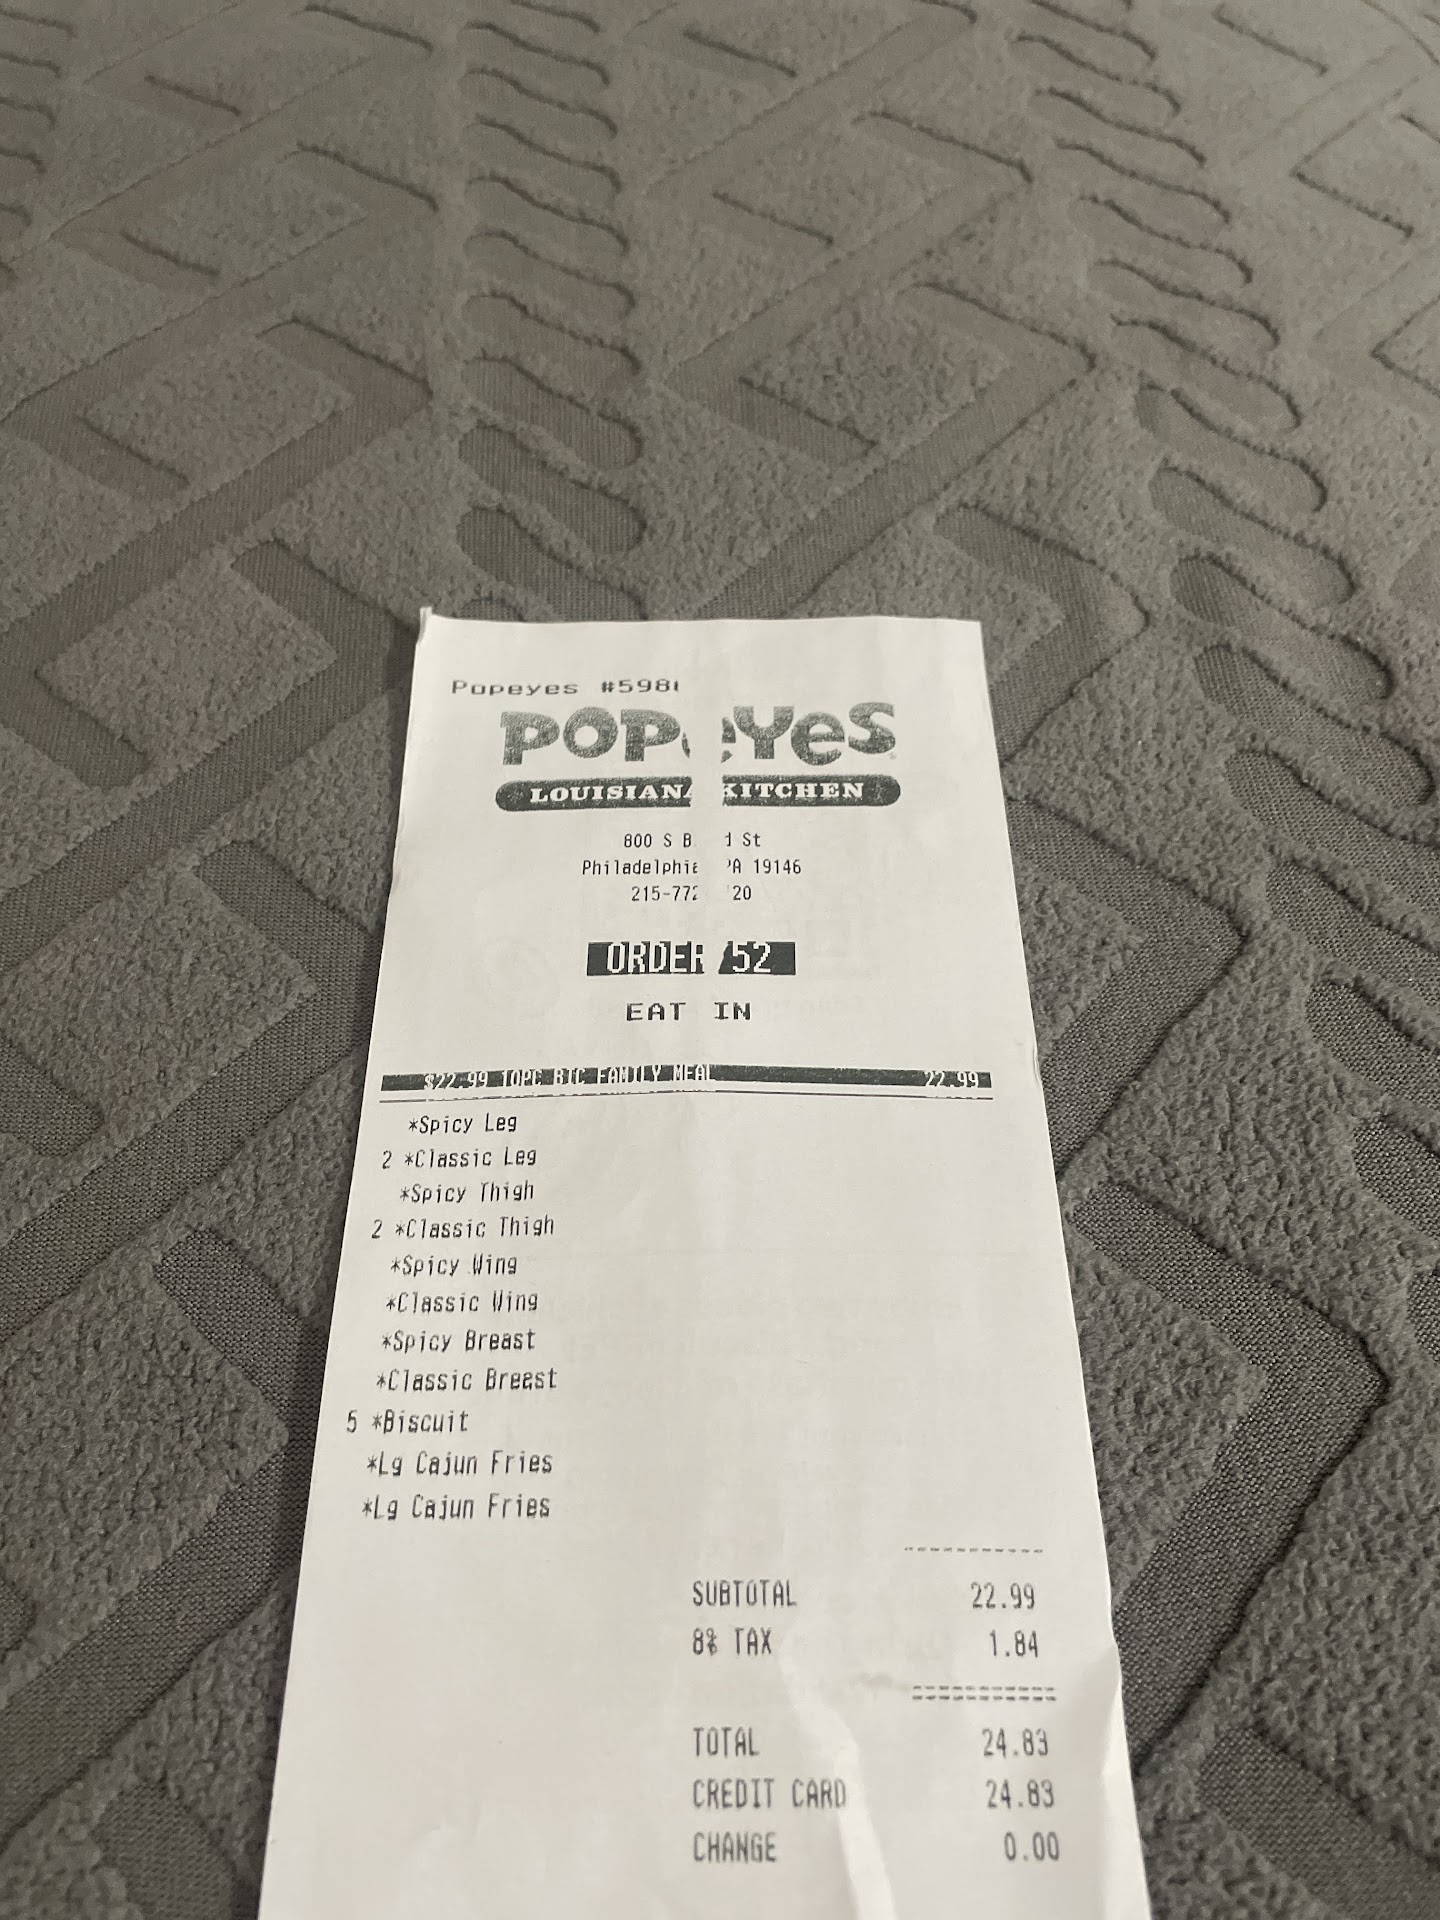 Popeyes
POPEYES
LOUISIANA KITCHEN
800 S St
Philadelphia PA 19146
ORDER 52
EAT IN
$22.99 10PC BIC FAMILY MEAL 22.99
*Spicy Leg
2 *Classic Leg
*Spicy Thigh
2 *Classic Thigh
*Spicy Wing
*Classic Wing
*Spicy Breast
*Classic Breast
5 *Biscuit
*Lg Cajun Fries
*Lg Cajun Fries
SUBTOTAL 22.99
8% TAX 1.84
TOTAL 24.83
CREDIT CARD 24.83
CHANGE 0.00